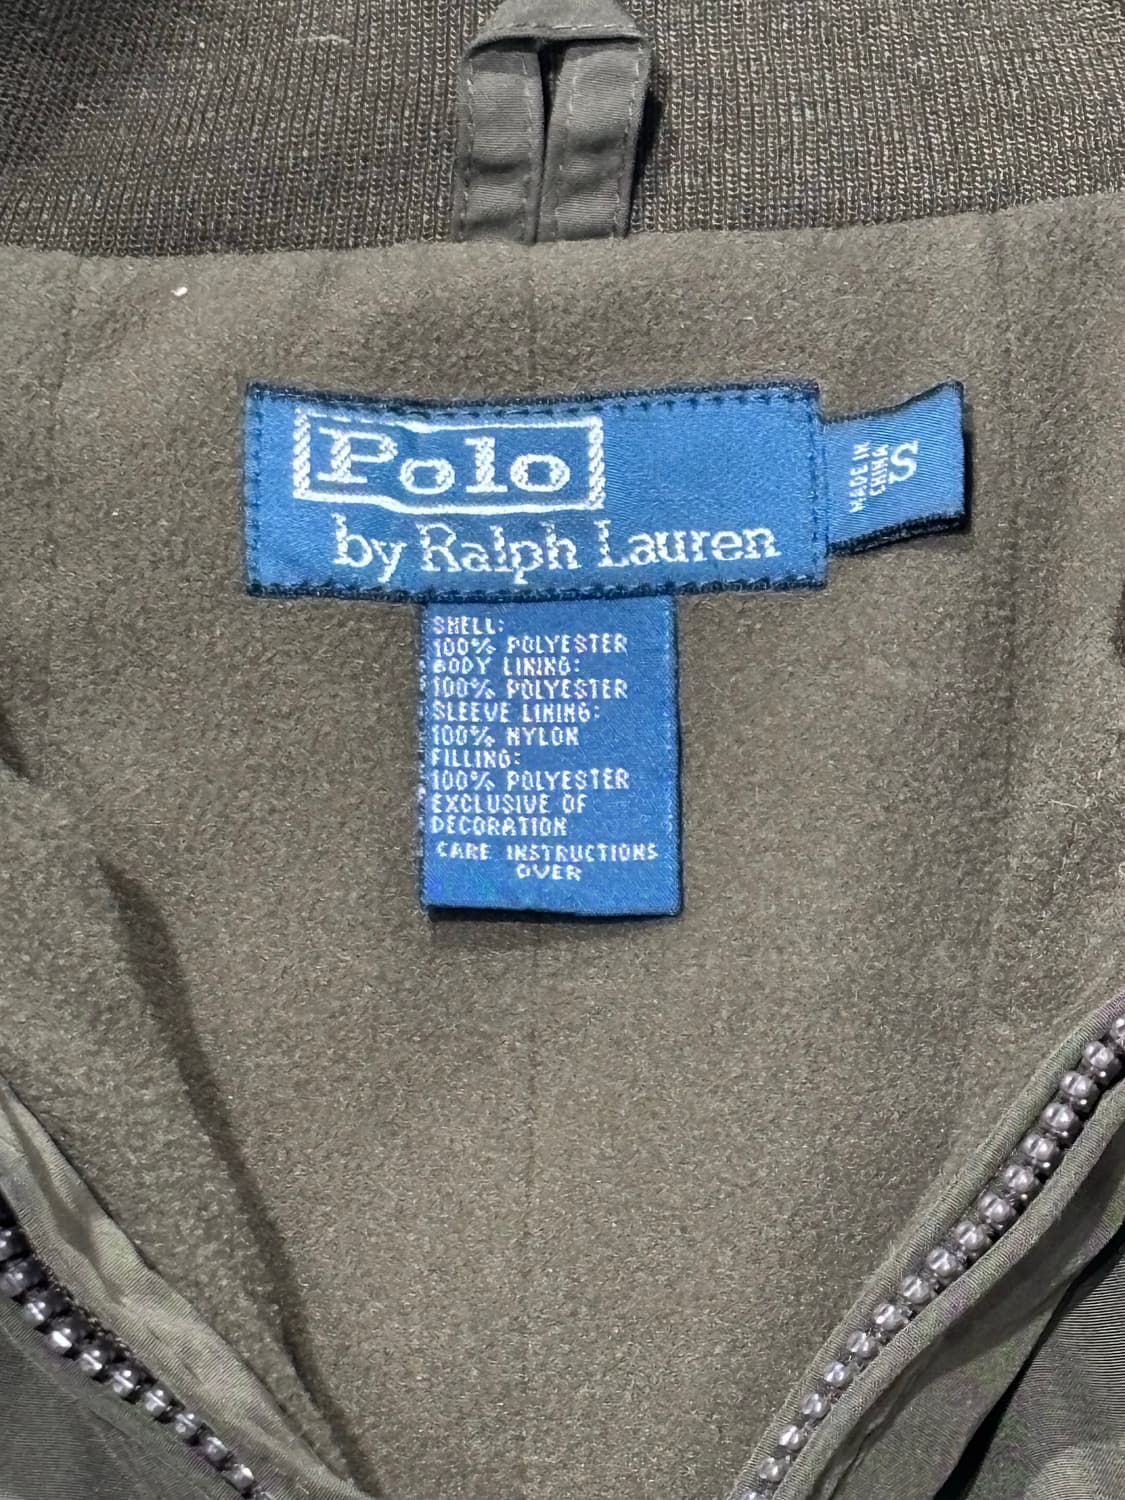 Polo
by Ralph Lauren
MADE IN
CHINA
S
SHELL:
100% POLYESTER
BODY LINING:
100% POLYESTER
SLEEVE LINING:
100% NYLON
FILLING:
100% POLYESTER
EXCLUSIVE OF
DECORATION
CARE INSTRUCTIONS
OVER